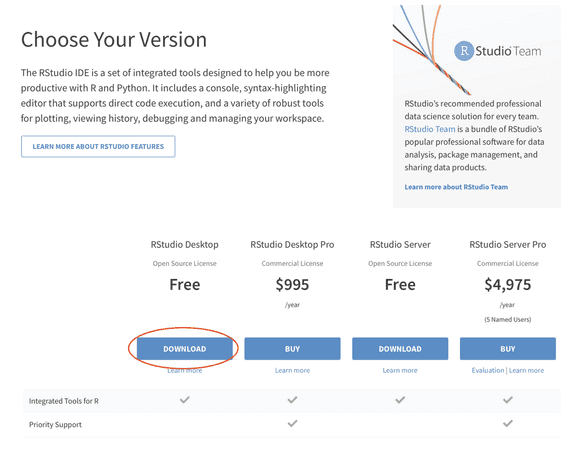 Choose Your Version
The RStudio IDE is a set of integrated tools designed to help you be more
productive with R and Python. It includes a console, syntax-highlighting
editor that supports direct code execution, and a variety of robust tools
for plotting, viewing history, debugging and managing your workspace.
LEARN MORE ABOUT RSTUDIO FEATURES
R Studio Team
RStudio's recommended professional
data science solution for every team.
RStudio Team is a bundle of RStudio's
popular professional software for data
analysis, package management, and
sharing data products.
Learn more about RStudio Team
RStudio Desktop RStudio Desktop Pro RStudio Server RStudio Server Pro
Open Source License Commercial License Open Source License Commercial License
Free $995 Free $4,975
/year /year
(5 Named Users)
DOWNLOAD BUY DOWNLOAD BUY
Learn more Learn more Learn more Evaluation | Learn more
Integrated Tools for R
Priority Support